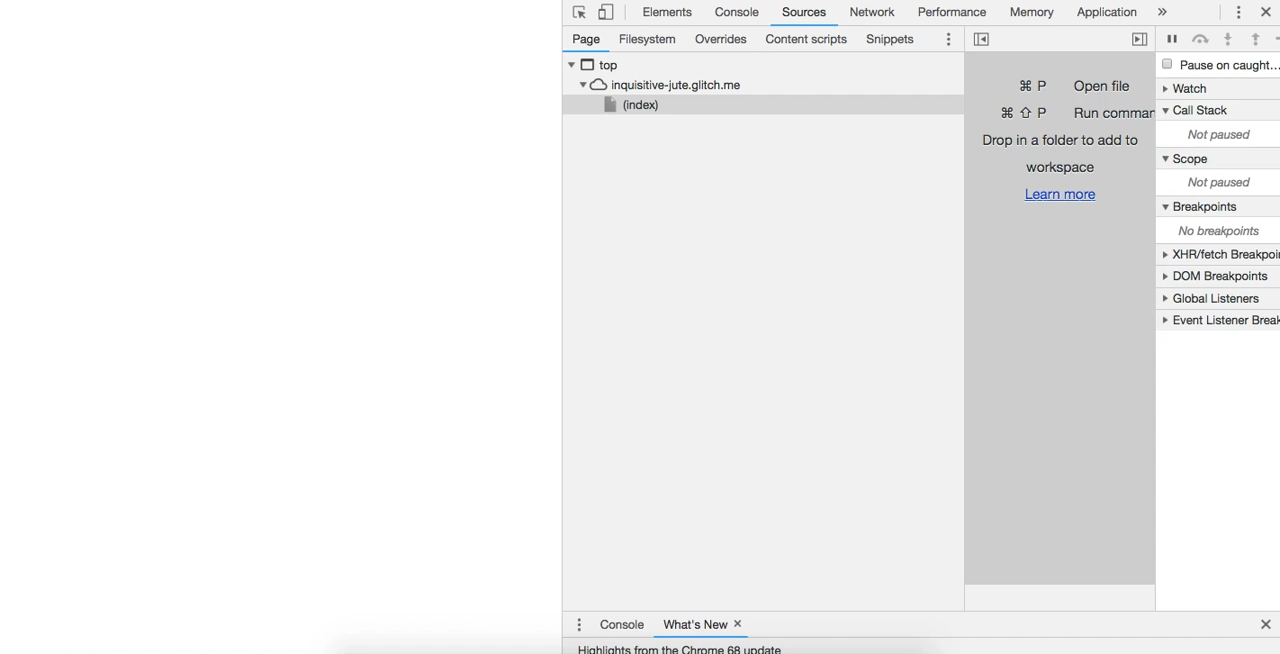 Elements Console Sources Network Performance Memory Application »
Page Filesystem Overrides Content scripts Snippets
top
inquisitive-jute.glitch.me
(index)
⌘ P Open file
⌘ ⇧ P Run comman
Drop in a folder to add to
workspace
Learn more
Pause on caught...
Watch
Call Stack
Not paused
Scope
Not paused
Breakpoints
No breakpoints
XHR/fetch Breakpoi
DOM Breakpoints
Global Listeners
Event Listener Break
Console What's New ×
Highlights from the Chrome 68 update